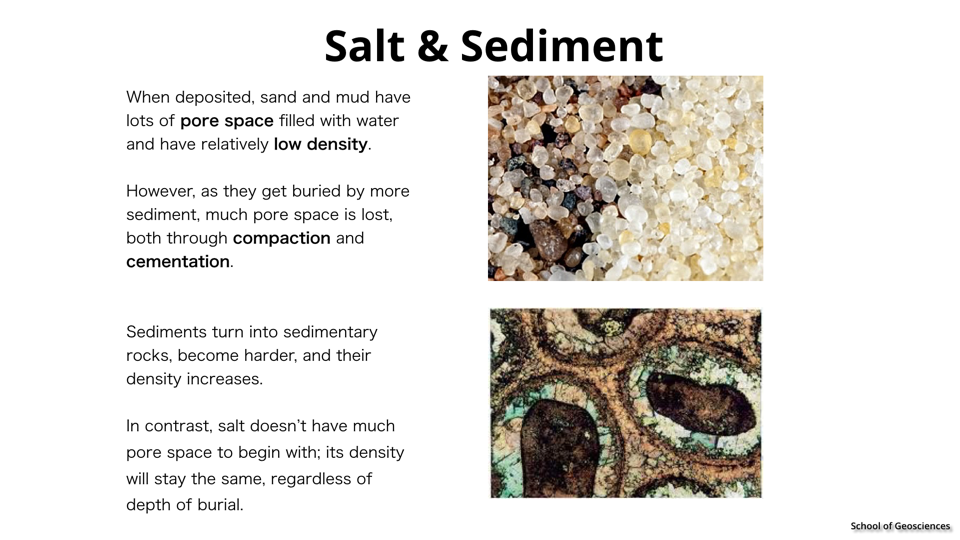 Salt & Sediment
When deposited, sand and mud have
lots of pore space filled with water
and have relatively low density.
However, as they get buried by more
sediment, much pore space is lost,
both through compaction and
cementation.
Sediments turn into sedimentary
rocks, become harder, and their
density increases.
In contrast, salt doesn't have much
pore space to begin with; its density
will stay the same, regardless of
depth of burial.
School of Geosciences